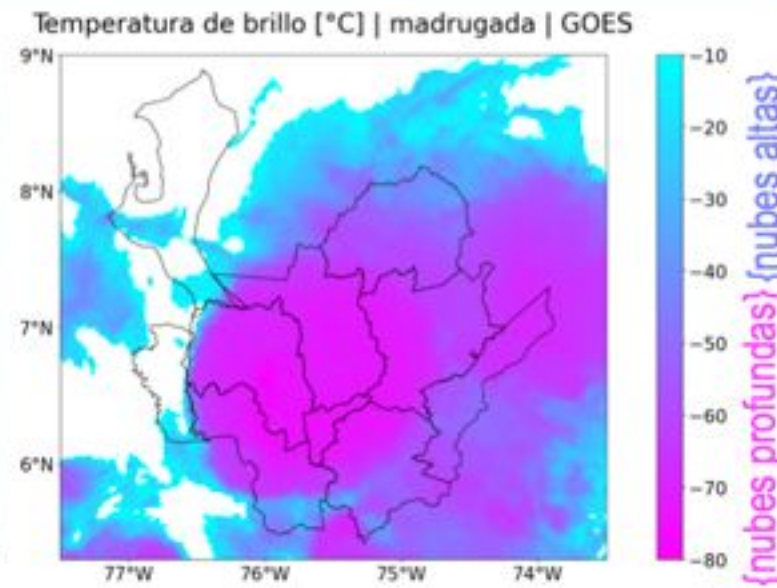 Temperatura de brillo [°C] | madrugada | GOES
9°N
8°N
7°N
6°N
77°W 76°W 75°W 74°W
−10
−20
−30
−40
−50
−60
−70
−80
{nubes profundas} {nubes altas}